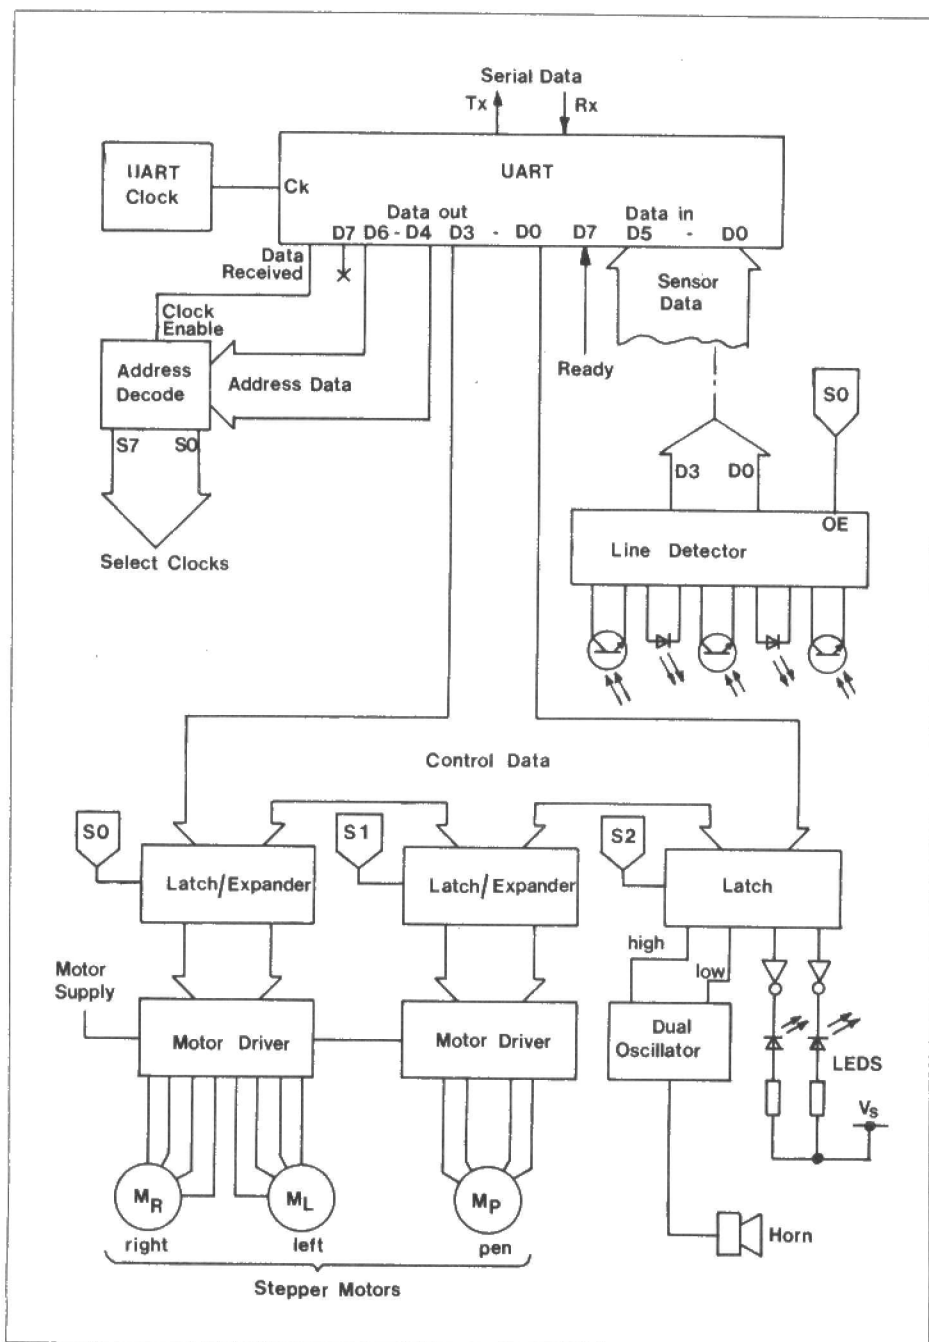 Serial Data
Tx
Rx
UART Clock
Ck
UART
Data out
Data in
D7 D6 - D4 D3 - D0 D7 D5 - D0
Data Received
Clock Enable
Sensor Data
Ready
Address Decode
Address Data
S7 S0
Select Clocks
S0
D3 D0
OE
Line Detector
Control Data
S0
S1
S2
Latch/Expander
Latch/Expander
Latch
high
low
Motor Supply
Motor Driver
Motor Driver
Dual Oscillator
LEDS
Vs
MR
ML
MP
right
left
pen
Horn
Stepper Motors